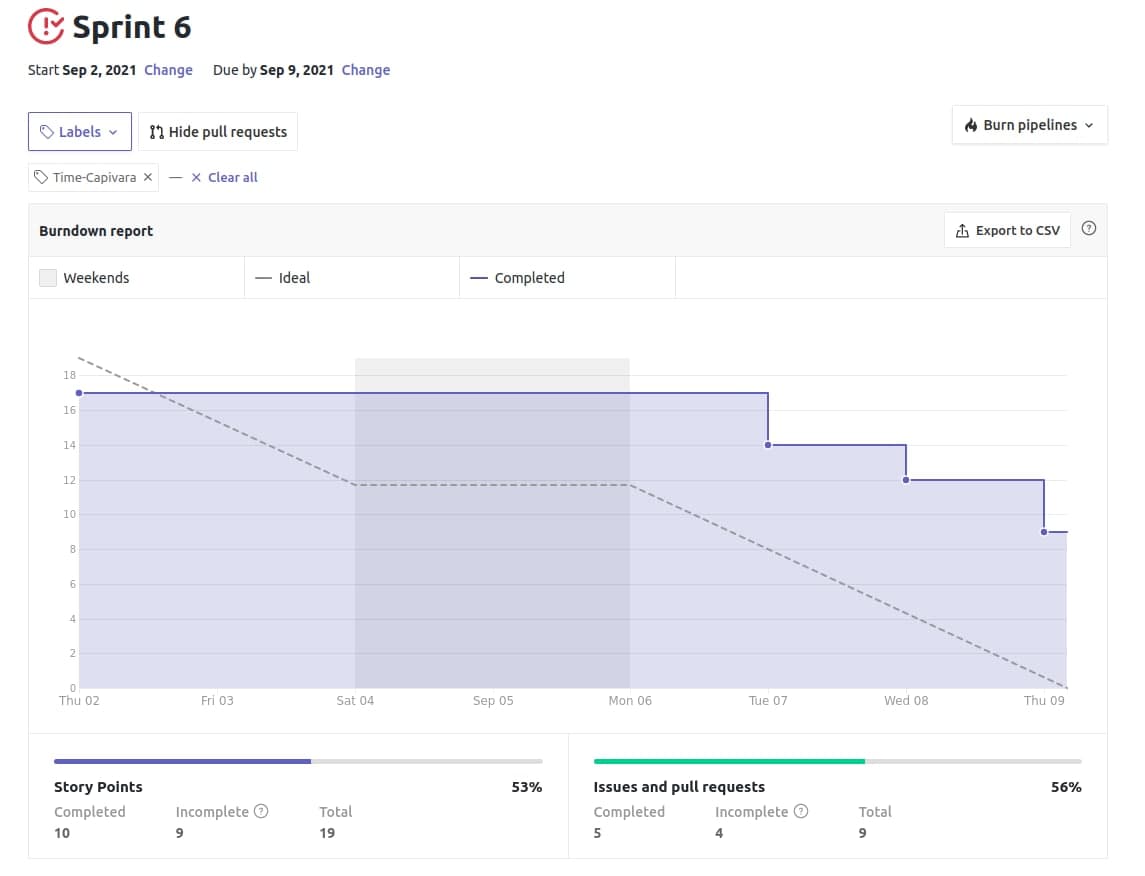 Sprint 6
Start Sep 2, 2021 Change Due by Sep 9, 2021 Change
Labels Hide pull requests Burn pipelines
Time-Capivara × — × Clear all
Burndown report Export to CSV ?
Weekends Ideal Completed
18
16
14
12
10
8
6
4
2
0
Thu 02 Fri 03 Sat 04 Sep 05 Mon 06 Tue 07 Wed 08 Thu 09
Story Points 53%
Completed Incomplete ? Total
10 9 19
Issues and pull requests 56%
Completed Incomplete ? Total
5 4 9